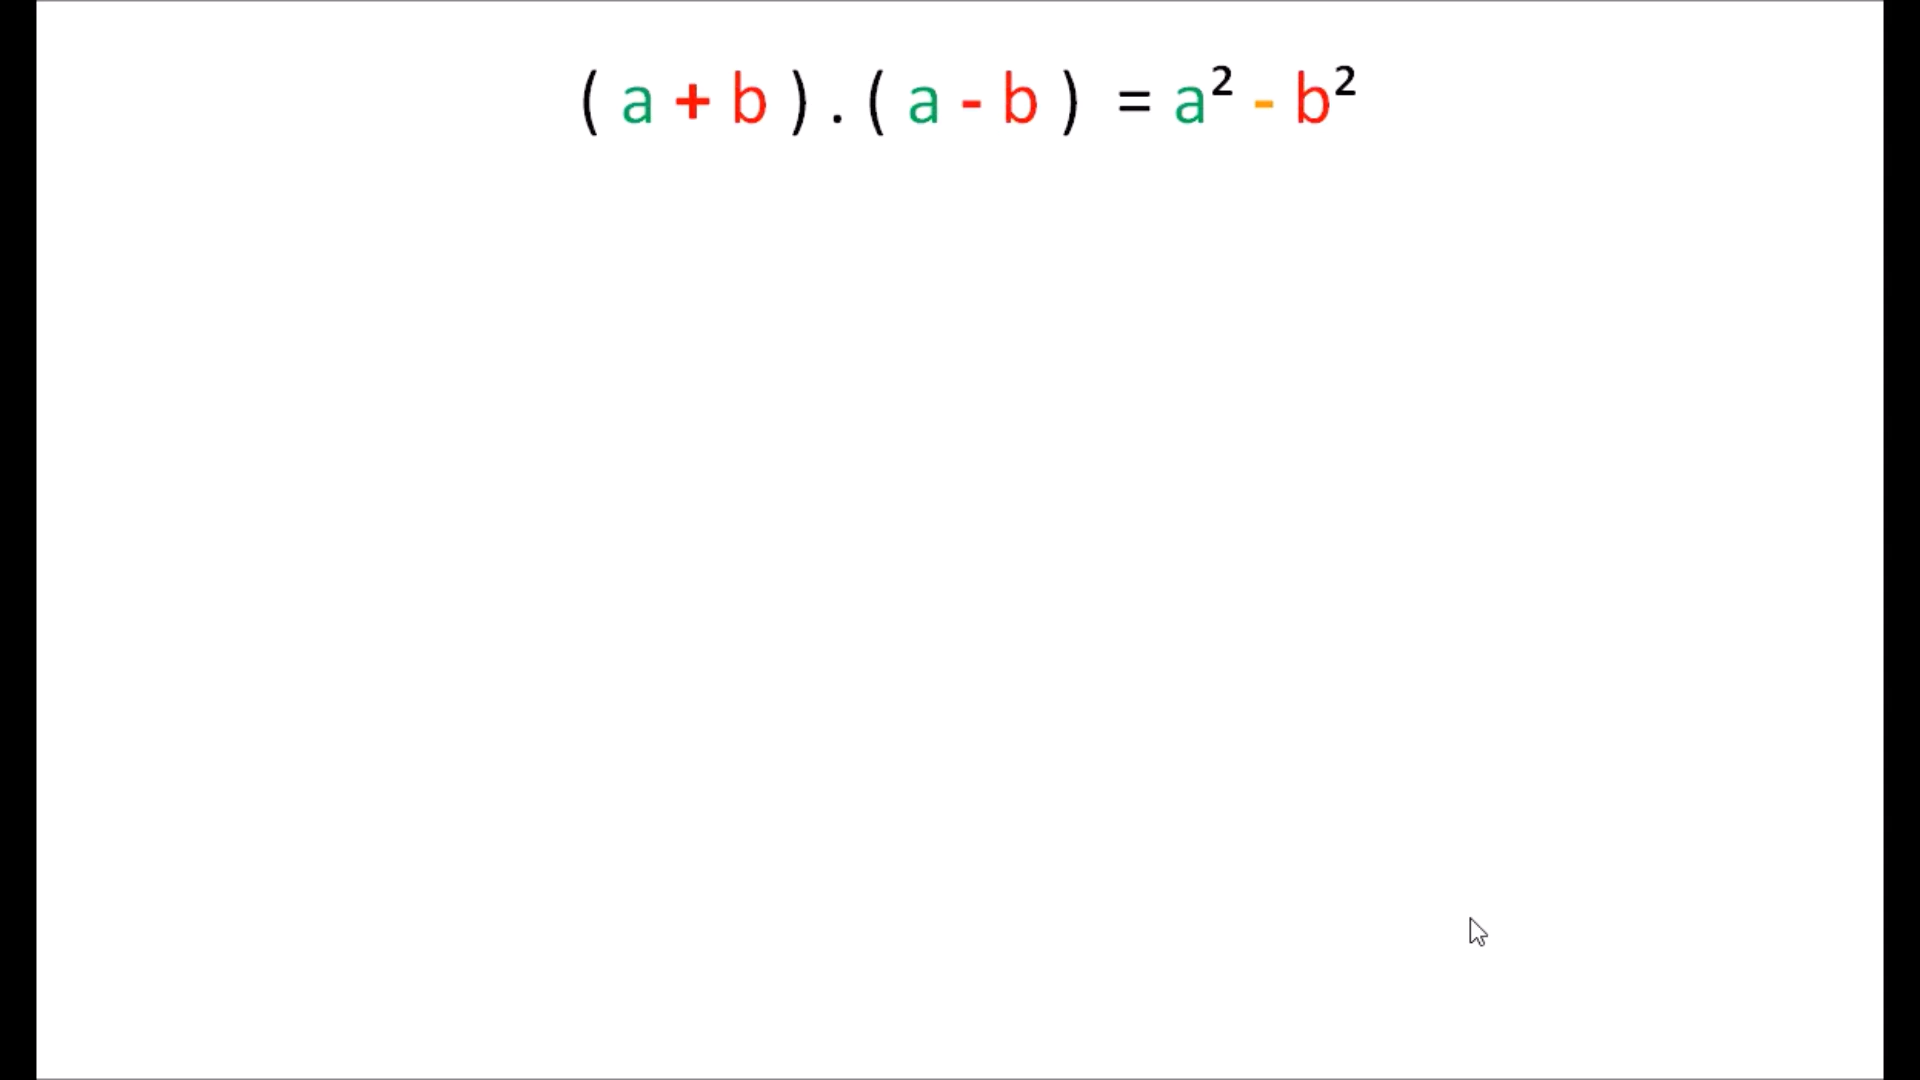 ( a + b ) . ( a - b ) = a² - b²